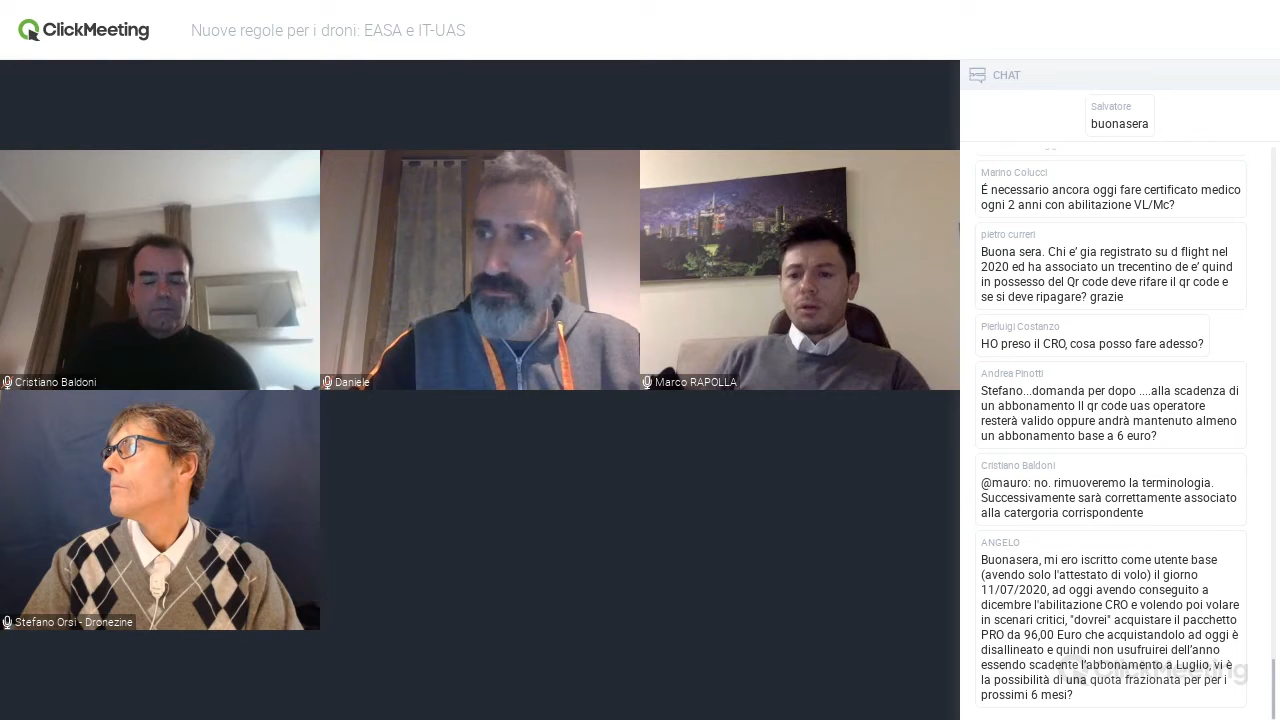 ClickMeeting
Nuove regole per i droni: EASA e IT-UAS
Cristiano Baldoni
Daniele
Marco RAPOLLA
Stefano Orsi - Dronezine
CHAT
Salvatore
buonasera
Marino Colucci
É necessario ancora oggi fare certificato medico
ogni 2 anni con abilitazione VL/Mc?
pietro curreri
Buona sera. Chi e' gia registrato su d flight nel
2020 ed ha associato un trecentino de e' quind
in possesso del Qr code deve rifare il qr code e
se si deve ripagare? grazie
Pierluigi Costanzo
HO preso il CRO, cosa posso fare adesso?
Andrea Pinotti
Stefano...domanda per dopo ....alla scadenza di
un abbonamento Il qr code uas operatore
resterà valido oppure andrà mantenuto almeno
un abbonamento base a 6 euro?
Cristiano Baldoni
@mauro: no. rimuoveremo la terminologia.
Successivamente sarà correttamente associato
alla catergoria corrispondente
ANGELO
Buonasera, mi ero iscritto come utente base
(avendo solo l'attestato di volo) il giorno
11/07/2020, ad oggi avendo conseguito a
dicembre l'abilitazione CRO e volendo poi volare
in scenari critici, "dovrei" acquistare il pacchetto
PRO da 96,00 Euro che acquistandolo ad oggi è
disallineato e quindi non usufruirei dell'anno
essendo scadente l'abbonamento a Luglio, vi è
la possibilità di una quota frazionata per per i
prossimi 6 mesi?
ClickMeeting